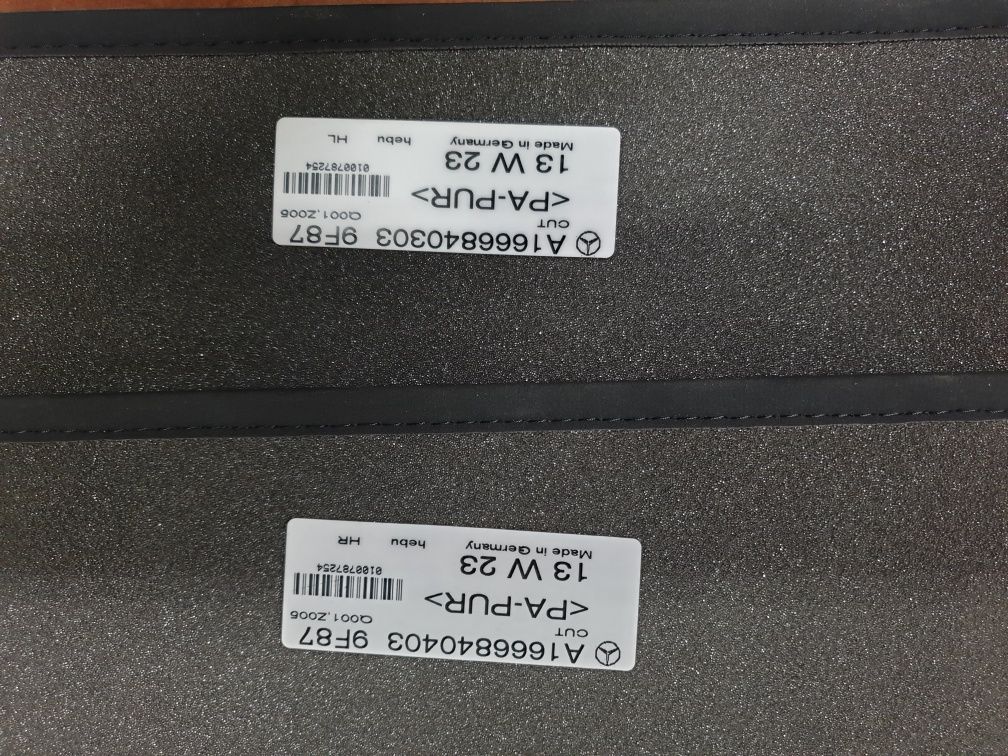 A1666840403 9F87
CUT Q001,Z005
<PA-PUR>
0100787254
13 W 23
Made in Germany hebu HR
A1666840303 9F87
CUT Q001,Z005
<PA-PUR>
0100787254
13 W 23
Made in Germany hebu HL